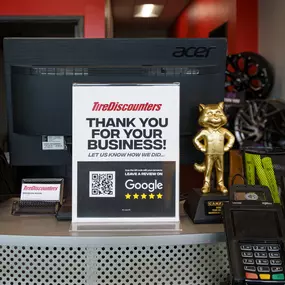 acer
TireDiscounters
THANK YOU
FOR YOUR
BUSINESS!
LET US KNOW HOW WE DID...
LEAVE A REVIEW ON
Google
TireDiscounters